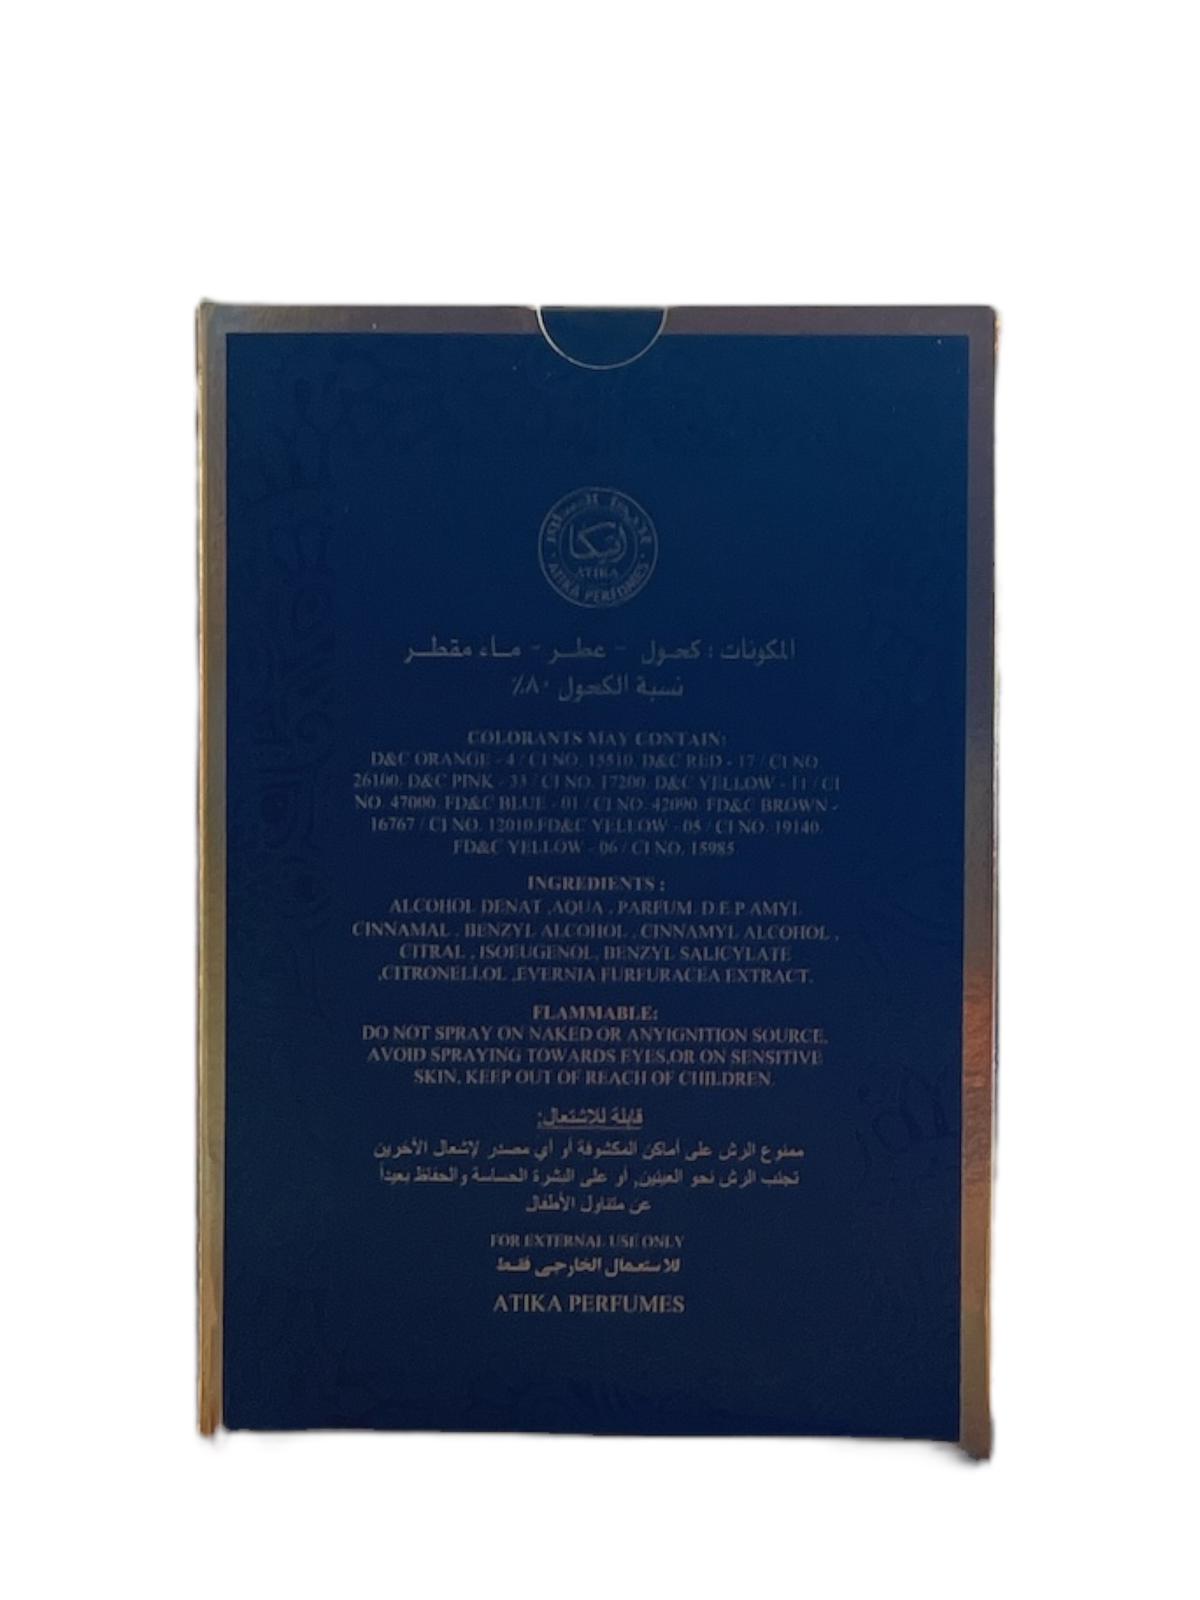 اتيكا
ATIKA
ATIKA PERFUMES
المكونات : كحول - عطر - ماء مقطر
نسبة الكحول ٨٠٪
COLORANTS MAY CONTAIN:
D&C ORANGE - 4 / CI NO. 15510, D&C RED - 17 / CI NO.
26100, D&C PINK - 33 / CI NO. 17200, D&C YELLOW - 11 / CI
NO. 47000, FD&C BLUE - 01 / CI NO. 42090, FD&C BROWN -
16767 / CI NO. 12010,FD&C YELLOW - 05 / CI NO. 19140,
FD&C YELLOW - 06 / CI NO. 15985
INGREDIENTS :
ALCOHOL DENAT ,AQUA , PARFUM, D.E.P,AMYL
CINNAMAL , BENZYL ALCOHOL , CINNAMYL ALCOHOL ,
CITRAL , ISOEUGENOL, BENZYL SALICYLATE
,CITRONELLOL ,EVERNIA FURFURACEA EXTRACT.
FLAMMABLE:
DO NOT SPRAY ON NAKED OR ANYIGNITION SOURCE,
AVOID SPRAYING TOWARDS EYES,OR ON SENSITIVE
SKIN. KEEP OUT OF REACH OF CHILDREN.
قابلة للاشتعال:
ممنوع الرش على أماكن المكشوفة أو أي مصدر لإشعال الأخرين
تجنب الرش نحو العينين, أو على البشرة الحساسة والحفاظ بعيداً
عن متناول الأطفال
FOR EXTERNAL USE ONLY
للاستعمال الخارجي فقط
ATIKA PERFUMES